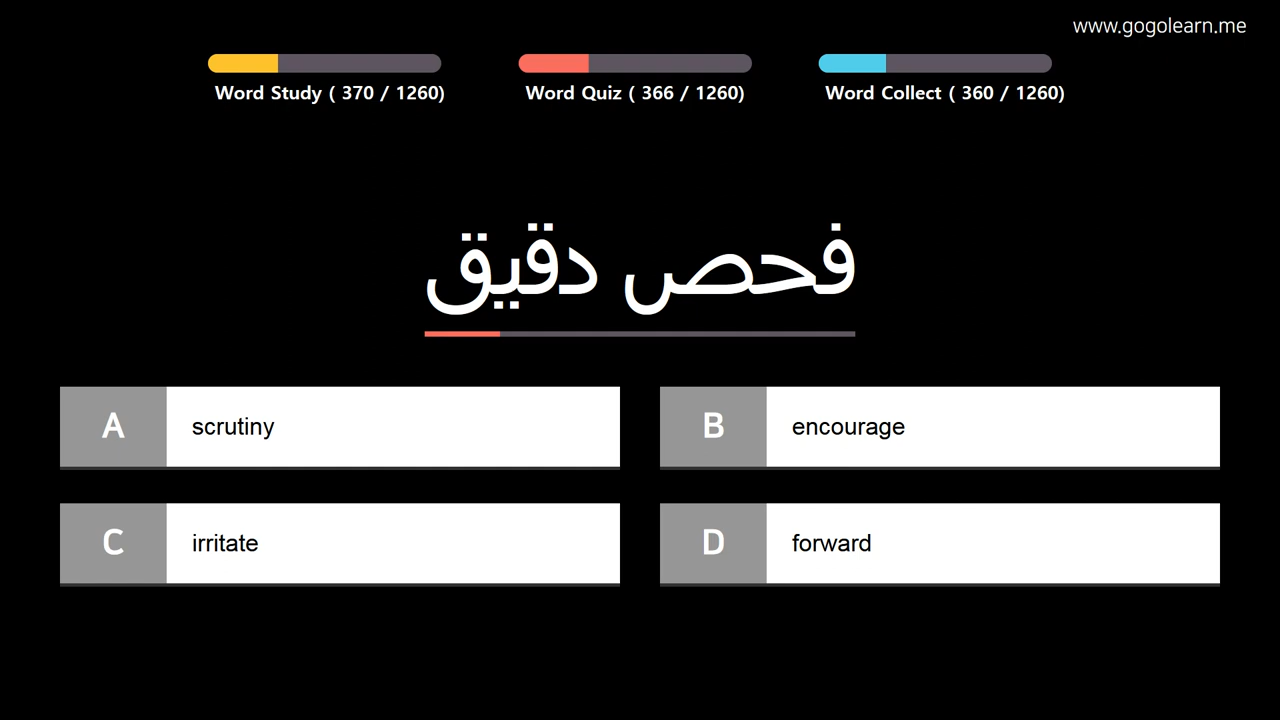 www.gogolearn.me
Word Study ( 370 / 1260)
Word Quiz ( 366 / 1260)
Word Collect ( 360 / 1260)
فحص دقيق
A scrutiny
B encourage
C irritate
D forward